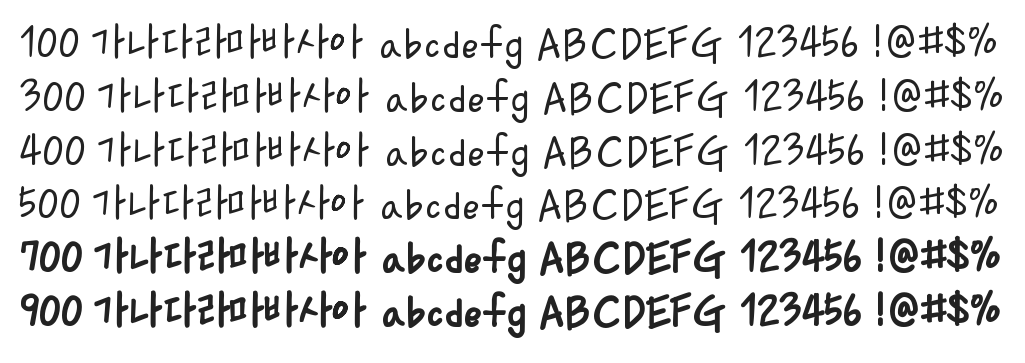 100 가나다라마바사아 abcdefg ABCDEFG 123456 !@#$%
300 가나다라마바사아 abcdefg ABCDEFG 123456 !@#$%
400 가나다라마바사아 abcdefg ABCDEFG 123456 !@#$%
500 가나다라마바사아 abcdefg ABCDEFG 123456 !@#$%
700 가나다라마바사아 abcdefg ABCDEFG 123456 !@#$%
900 가나다라마바사아 abcdefg ABCDEFG 123456 !@#$%